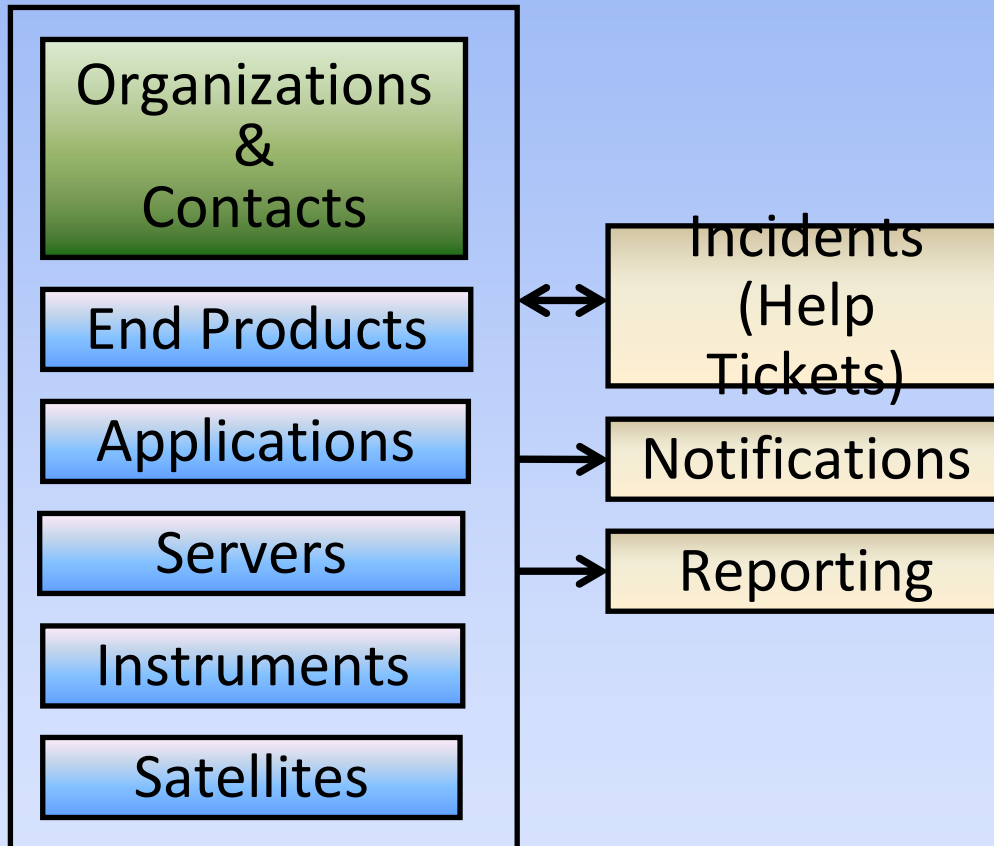 Organizations
&
Contacts
End Products
Applications
Servers
Instruments
Satellites
Incidents
(Help
Tickets)
Notifications
Reporting